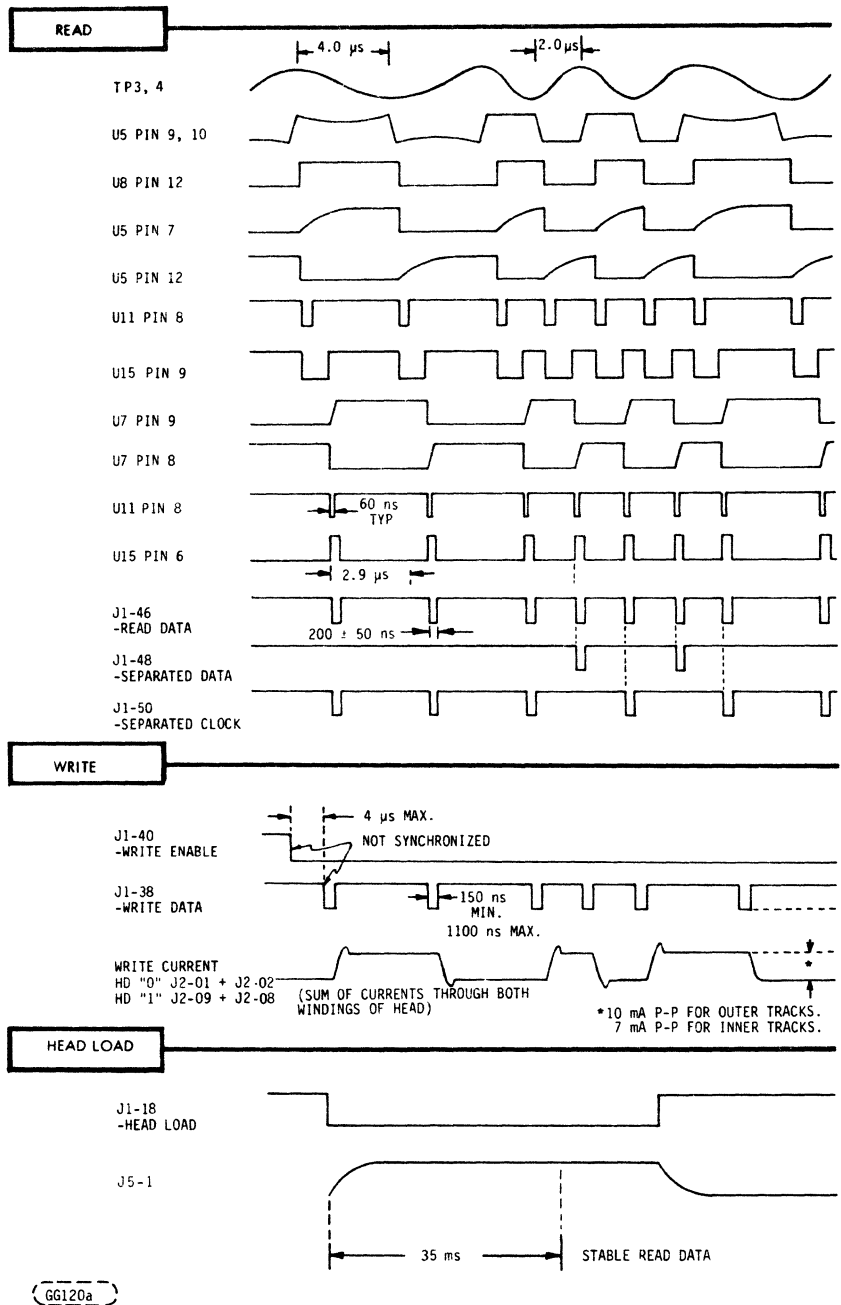 READ
4.0 µs
2.0 µs
TP3, 4
U5 PIN 9, 10
U8 PIN 12
U5 PIN 7
U5 PIN 12
U11 PIN 8
U15 PIN 9
U7 PIN 9
U7 PIN 8
U11 PIN 8
60 ns
TYP
U15 PIN 6
2.9 µs
J1-46
-READ DATA
200 ± 50 ns
J1-48
-SEPARATED DATA
J1-50
-SEPARATED CLOCK
WRITE
4 µs MAX.
J1-40
-WRITE ENABLE
NOT SYNCHRONIZED
J1-38
-WRITE DATA
150 ns
MIN.
1100 ns MAX.
WRITE CURRENT
HD "0" J2-01 + J2-02
HD "1" J2-09 + J2-08
(SUM OF CURRENTS THROUGH BOTH
WINDINGS OF HEAD)
*
*10 mA P-P FOR OUTER TRACKS.
7 mA P-P FOR INNER TRACKS.
HEAD LOAD
J1-18
-HEAD LOAD
J5-1
35 ms
STABLE READ DATA
GG120a